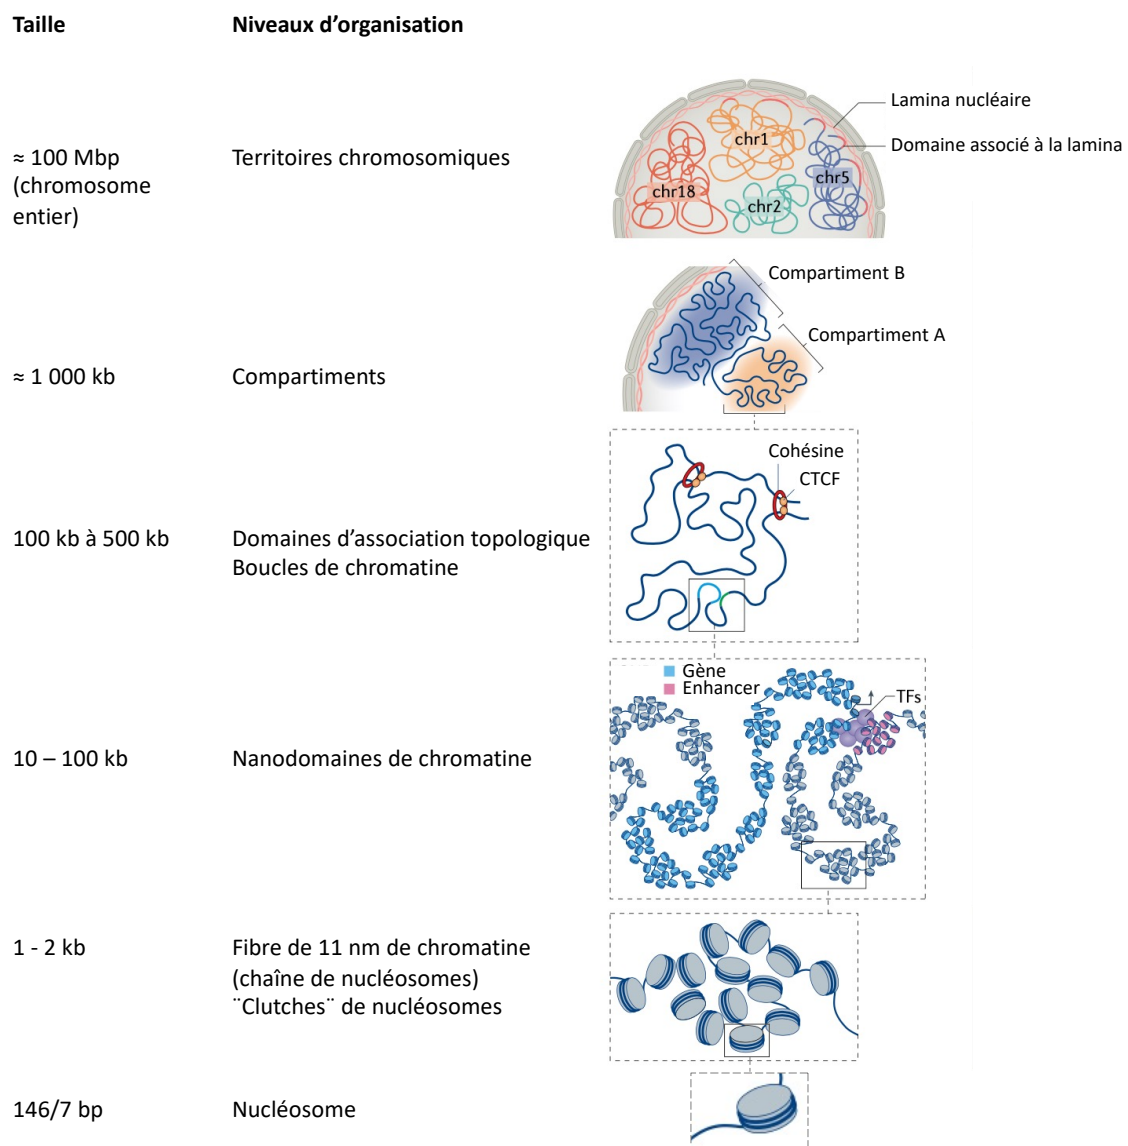 Taille
Niveaux d’organisation
Lamina nucléaire
Domaine associé à la lamina
chr1
chr5
chr18
chr2
≈ 100 Mbp
(chromosome
entier)
Territoires chromosomiques
Compartiment B
Compartiment A
≈ 1 000 kb
Compartiments
Cohésine
CTCF
100 kb à 500 kb
Domaines d’association topologique
Boucles de chromatine
Gène
Enhancer
TFs
10 – 100 kb
Nanodomaines de chromatine
1 - 2 kb
Fibre de 11 nm de chromatine
(chaîne de nucléosomes)
¨Clutches¨ de nucléosomes
146/7 bp
Nucléosome